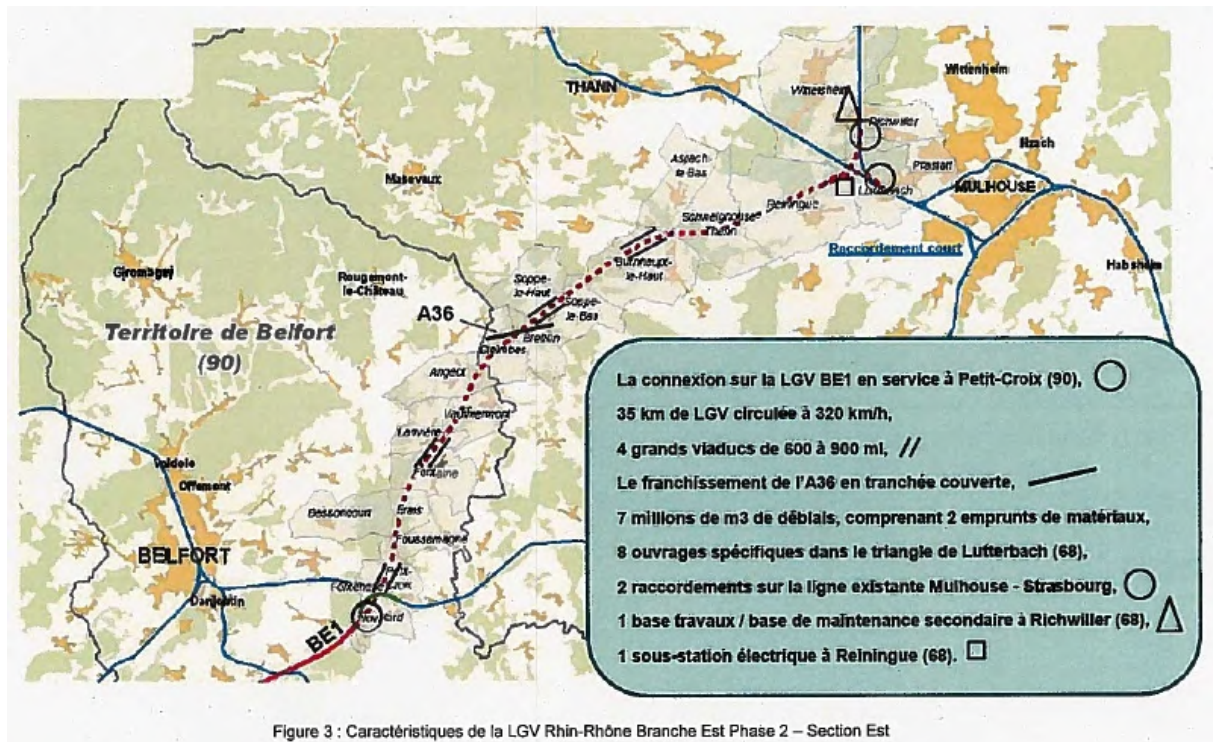 Wittenheim
THANN
Wittelsheim
Richwiller
Illzach
Aspach-
le-Bas
Pfastatt
Masevaux
Lutterbach
MULHOUSE
Reiningue
Schweighouse
Thann
Raccordement court
Habsheim
Burnhaupt-
le-Haut
Giromagny
Rougemont-
le-Château
Soppe-
le-Haut
Soppe-
le-Bas
A36
Territoire de Belfort
(90)
Bretten
Angeot
Vauthiermont
Larivière
Fontaine
Valdoie
Offemont
Bessoncourt
Frais
Foussemagne
BELFORT
Petit-
Croix
Danjoutin
BE1
La connexion sur la LGV BE1 en service à Petit-Croix (90),
35 km de LGV circulée à 320 km/h,
4 grands viaducs de 600 à 900 ml, //
Le franchissement de l'A36 en tranchée couverte,
7 millions de m3 de déblais, comprenant 2 emprunts de matériaux,
8 ouvrages spécifiques dans le triangle de Lutterbach (68),
2 raccordements sur la ligne existante Mulhouse - Strasbourg,
1 base travaux / base de maintenance secondaire à Richwiller (68),
1 sous-station électrique à Reiningue (68).
Figure 3 : Caractéristiques de la LGV Rhin-Rhône Branche Est Phase 2 – Section Est